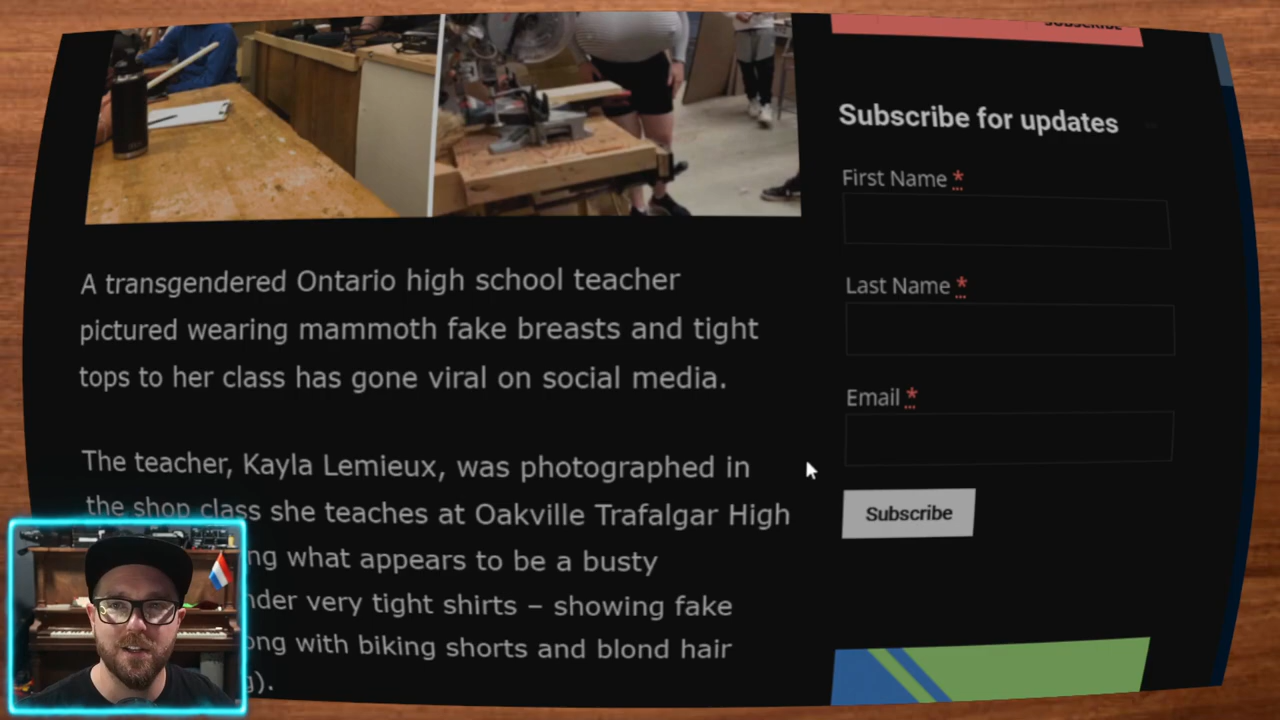 SUBSCRIBE
Subscribe for updates
First Name *
Last Name *
Email *
Subscribe
A transgendered Ontario high school teacher
pictured wearing mammoth fake breasts and tight
tops to her class has gone viral on social media.
The teacher, Kayla Lemieux, was photographed in
the shop class she teaches at Oakville Trafalgar High
ng what appears to be a busty
nder very tight shirts – showing fake
ong with biking shorts and blond hair
g).